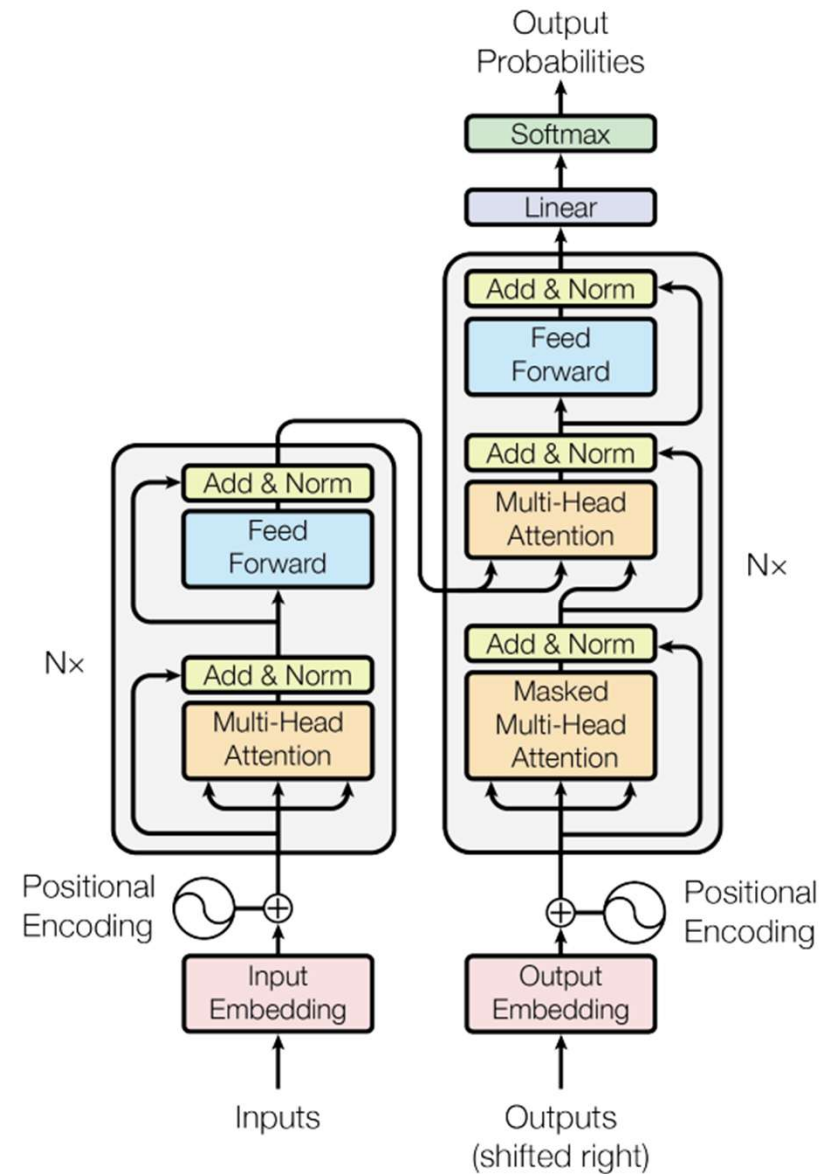 Output
Probabilities
Softmax
Linear
Add & Norm
Feed
Forward
Add & Norm
Multi-Head
Attention
N×
Add & Norm
Masked
Multi-Head
Attention
Add & Norm
Feed
Forward
N×
Add & Norm
Multi-Head
Attention
Positional
Encoding
Positional
Encoding
Input
Embedding
Output
Embedding
Inputs
Outputs
(shifted right)